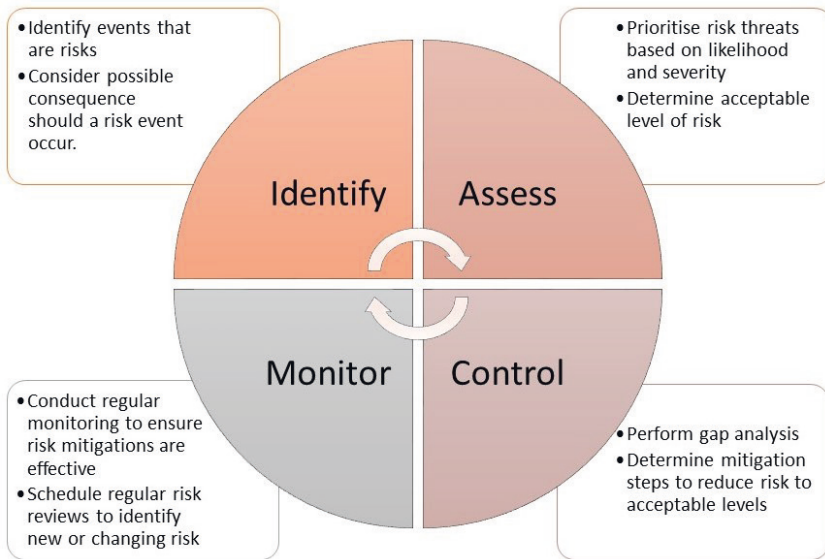 •Identify events that
are risks
•Consider possible
consequence
should a risk event
occur.
•Prioritise risk threats
based on likelihood
and severity
•Determine acceptable
level of risk
Identify
Assess
Monitor
Control
•Conduct regular
monitoring to ensure
risk mitigations are
effective
•Schedule regular risk
reviews to identify
new or changing risk
•Perform gap analysis
•Determine mitigation
steps to reduce risk to
acceptable levels